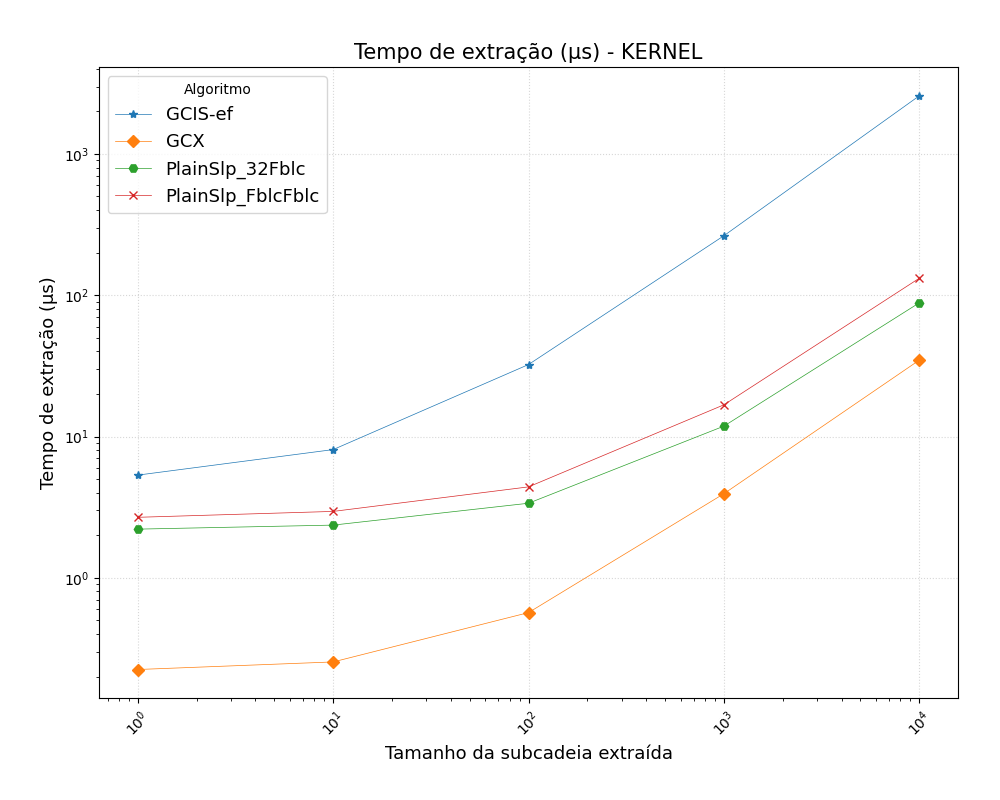 Tempo de extração (µs) - KERNEL
Algoritmo
GCIS-ef
GCX
PlainSlp_32Fblc
PlainSlp_FblcFblc
Tempo de extração (µs)
10³
10²
10¹
10⁰
10⁰ 10¹ 10² 10³ 10⁴
Tamanho da subcadeia extraída